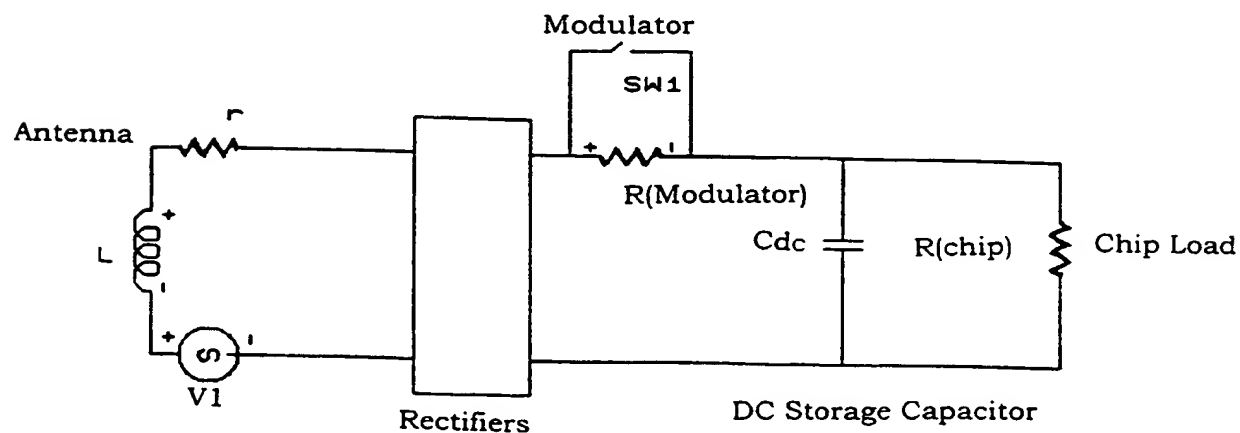 Modulator
SW1
r
Antenna
+ -
R(Modulator)
+
L
Cdc
R(chip)
Chip Load
-
+ -
V1
Rectifiers
DC Storage Capacitor